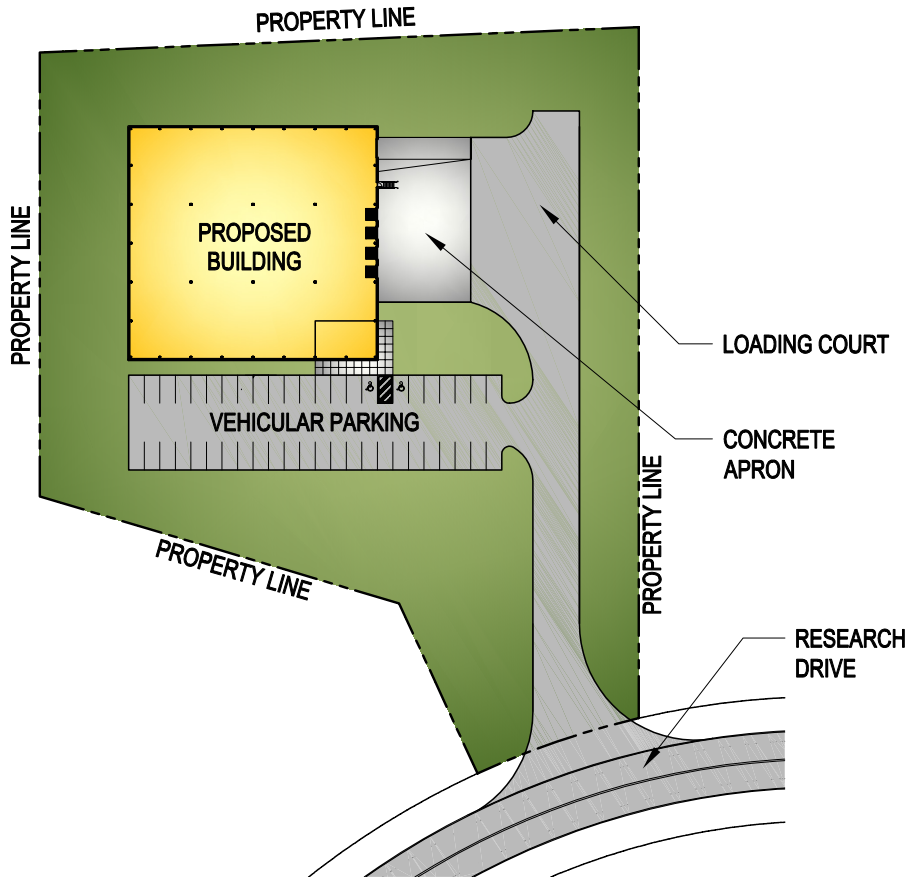 PROPERTY LINE
PROPERTY LINE
PROPOSED
BUILDING
LOADING COURT
VEHICULAR PARKING
CONCRETE
APRON
PROPERTY LINE
PROPERTY LINE
RESEARCH
DRIVE